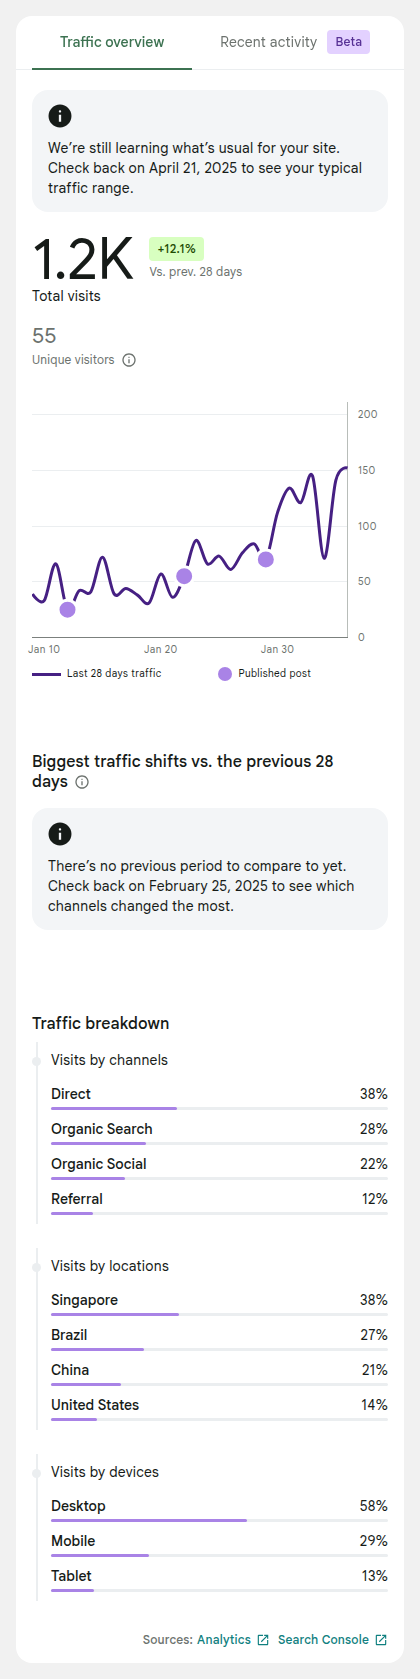 Traffic overview
Recent activity Beta
We’re still learning what’s usual for your site.
Check back on April 21, 2025 to see your typical
traffic range.
1.2K
+12.1%
Vs. prev. 28 days
Total visits
55
Unique visitors
200
150
100
50
0
Jan 10 Jan 20 Jan 30
Last 28 days traffic Published post
Biggest traffic shifts vs. the previous 28
days
There’s no previous period to compare to yet.
Check back on February 25, 2025 to see which
channels changed the most.
Traffic breakdown
Visits by channels
Direct 38%
Organic Search 28%
Organic Social 22%
Referral 12%
Visits by locations
Singapore 38%
Brazil 27%
China 21%
United States 14%
Visits by devices
Desktop 58%
Mobile 29%
Tablet 13%
Sources: Analytics Search Console